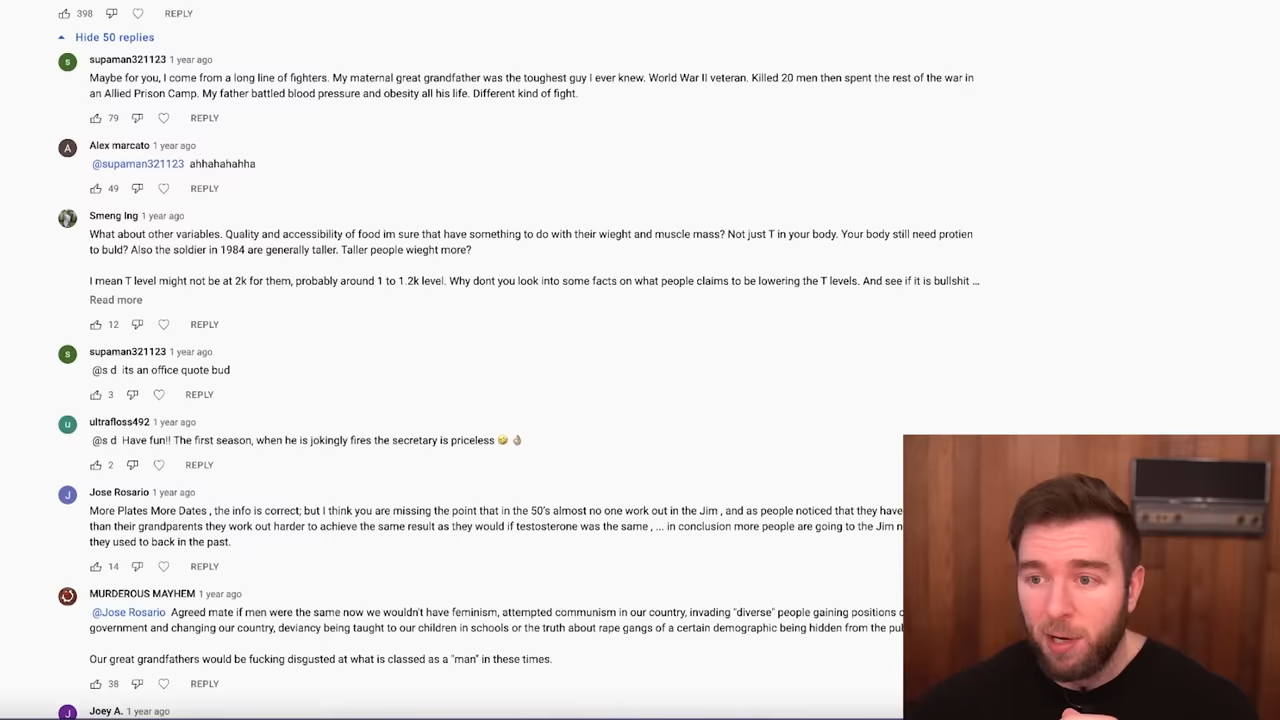 398 REPLY
Hide 50 replies
s supaman321123 1 year ago
Maybe for you, I come from a long line of fighters. My maternal great grandfather was the toughest guy I ever knew. World War II veteran. Killed 20 men then spent the rest of the war in
an Allied Prison Camp. My father battled blood pressure and obesity all his life. Different kind of fight.
79 REPLY
A Alex marcato 1 year ago
@supaman321123 ahhahahahha
49 REPLY
Smeng Ing 1 year ago
What about other variables. Quality and accessibility of food im sure that have something to do with their wieght and muscle mass? Not just T in your body. Your body still need protien
to buld? Also the soldier in 1984 are generally taller. Taller people wieght more?
I mean T level might not be at 2k for them, probably around 1 to 1.2k level. Why dont you look into some facts on what people claims to be lowering the T levels. And see if it is bullshit ...
Read more
12 REPLY
s supaman321123 1 year ago
@s d its an office quote bud
3 REPLY
u ultrafloss492 1 year ago
@s d Have fun!! The first season, when he is jokingly fires the secretary is priceless 🤣 👌🏼
2 REPLY
J Jose Rosario 1 year ago
More Plates More Dates , the info is correct; but I think you are missing the point that in the 50's almost no one work out in the Jim , and as people noticed that they have
than their grandparents they work out harder to achieve the same result as they would if testosterone was the same , ... in conclusion more people are going to the Jim n
they used to back in the past.
14 REPLY
MURDEROUS MAYHEM 1 year ago
@Jose Rosario Agreed mate if men were the same now we wouldn't have feminism, attempted communism in our country, invading "diverse" people gaining positions o
government and changing our country, deviancy being taught to our children in schools or the truth about rape gangs of a certain demographic being hidden from the pul
Our great grandfathers would be fucking disgusted at what is classed as a "man" in these times.
38 REPLY
J Joey A. 1 year ago